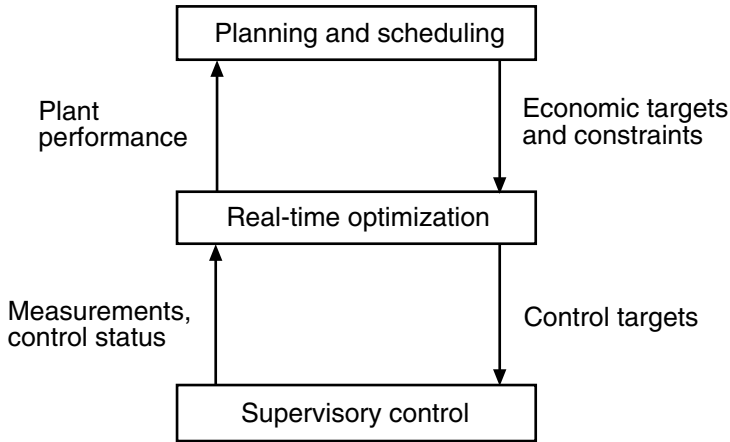 Planning and scheduling
Plant
performance
Economic targets
and constraints
Real-time optimization
Measurements,
control status
Control targets
Supervisory control